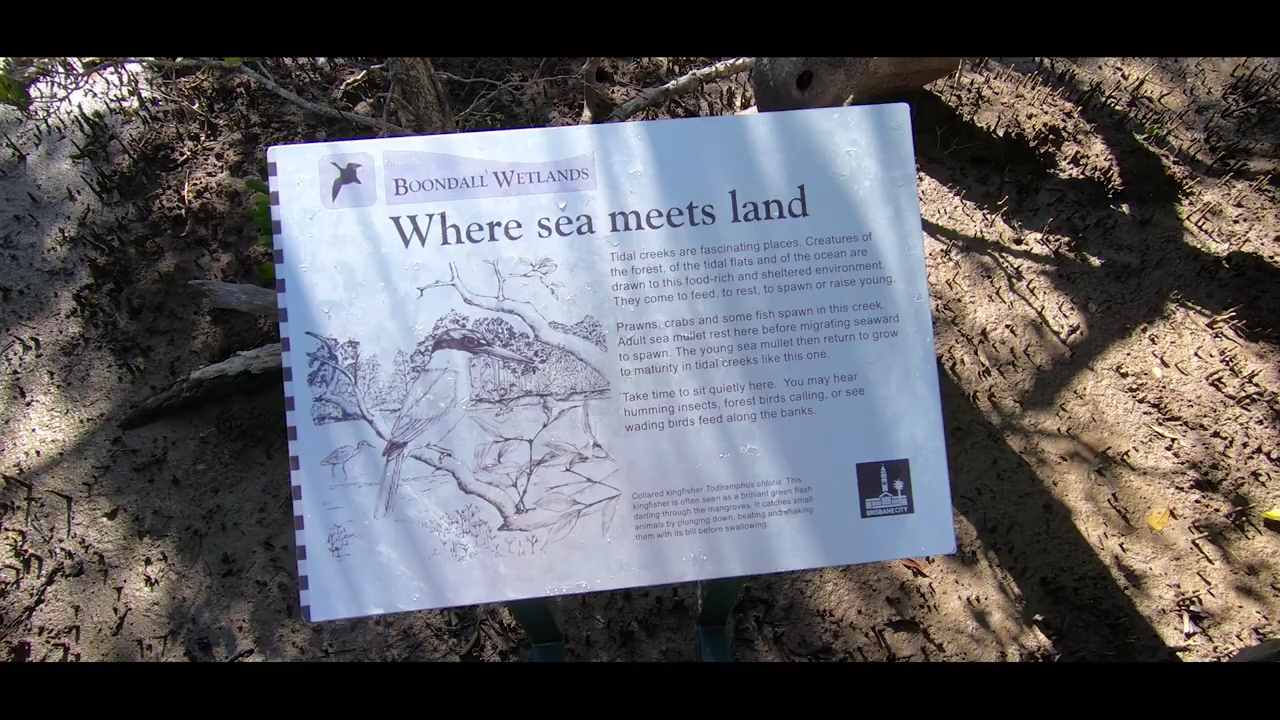 BOONDALL WETLANDS
Where sea meets land
Tidal creeks are fascinating places. Creatures of
the forest, of the tidal flats and of the ocean are
drawn to this food-rich and sheltered environment.
They come to feed, to rest, to spawn or raise young.
Prawns, crabs and some fish spawn in this creek.
Adult sea mullet rest here before migrating seaward
to spawn. The young sea mullet then return to grow
to maturity in tidal creeks like this one.
Take time to sit quietly here. You may hear
humming insects, forest birds calling, or see
wading birds feed along the banks.
Collared kingfisher Todiramphus chloris. This
kingfisher is often seen as a brilliant green flash
darting through the mangroves. It catches small
animals by plunging down, beating and whaking
them with its bill before swallowing.
BRISBANE CITY